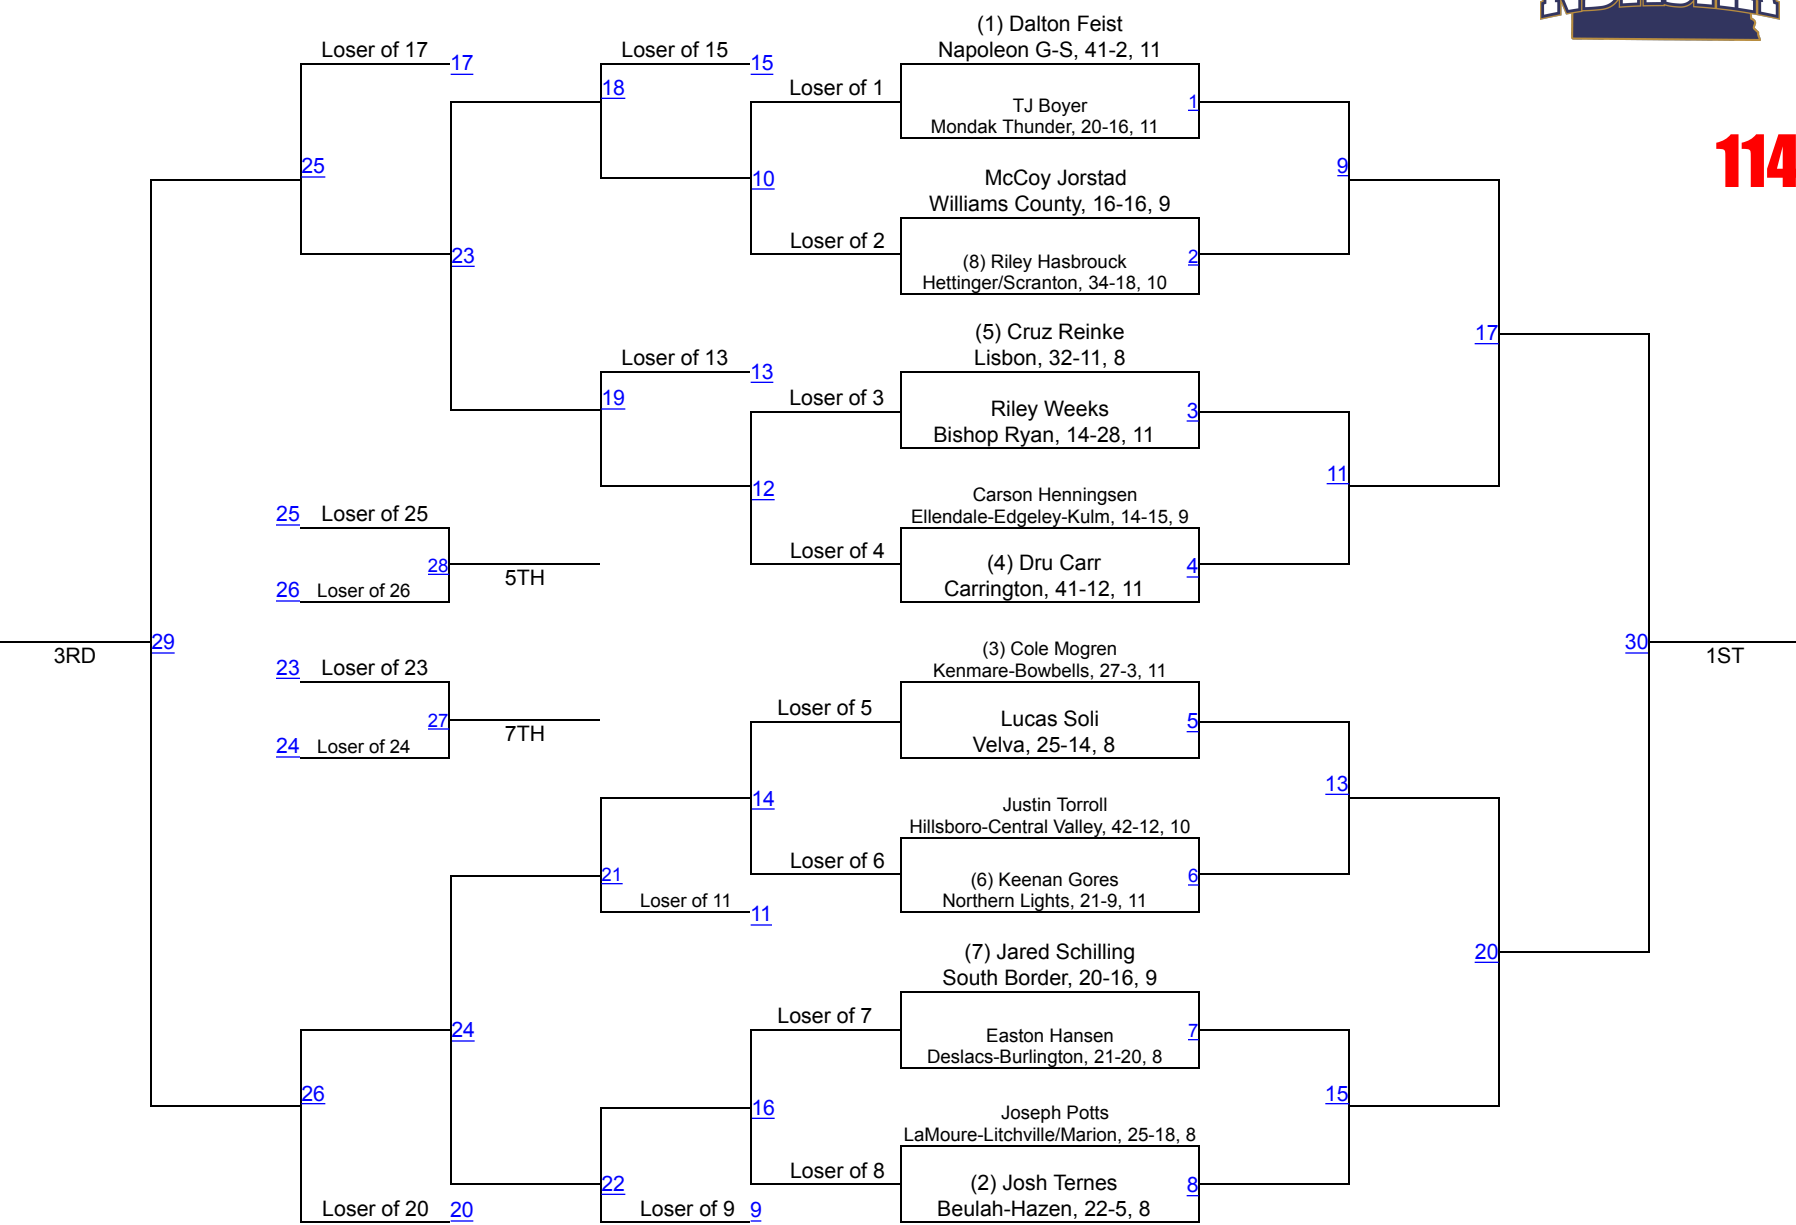 (1) Dalton Feist
Napoleon G-S, 41-2, 11
Loser of 17
17
Loser of 15
15
18
Loser of 1
TJ Boyer
Mondak Thunder, 20-16, 11
1
114
25
10
McCoy Jorstad
Williams County, 16-16, 9
9
23
Loser of 2
(8) Riley Hasbrouck
Hettinger/Scranton, 34-18, 10
2
(5) Cruz Reinke
Lisbon, 32-11, 8
17
Loser of 13
13
19
Loser of 3
Riley Weeks
Bishop Ryan, 14-28, 11
3
12
Carson Henningsen
Ellendale-Edgeley-Kulm, 14-15, 9
11
25
Loser of 25
Loser of 4
(4) Dru Carr
Carrington, 41-12, 11
4
28
5TH
26
Loser of 26
29
3RD
(3) Cole Mogren
Kenmare-Bowbells, 27-3, 11
30
1ST
23
Loser of 23
Loser of 5
Lucas Soli
Velva, 25-14, 8
5
27
7TH
24
Loser of 24
14
Justin Torroll
Hillsboro-Central Valley, 42-12, 10
13
21
Loser of 6
(6) Keenan Gores
Northern Lights, 21-9, 11
6
Loser of 11
11
(7) Jared Schilling
South Border, 20-16, 9
20
24
Loser of 7
Easton Hansen
Deslacs-Burlington, 21-20, 8
7
26
16
Joseph Potts
LaMoure-Litchville/Marion, 25-18, 8
15
22
Loser of 8
(2) Josh Ternes
Beulah-Hazen, 22-5, 8
8
Loser of 20
20
Loser of 9
9